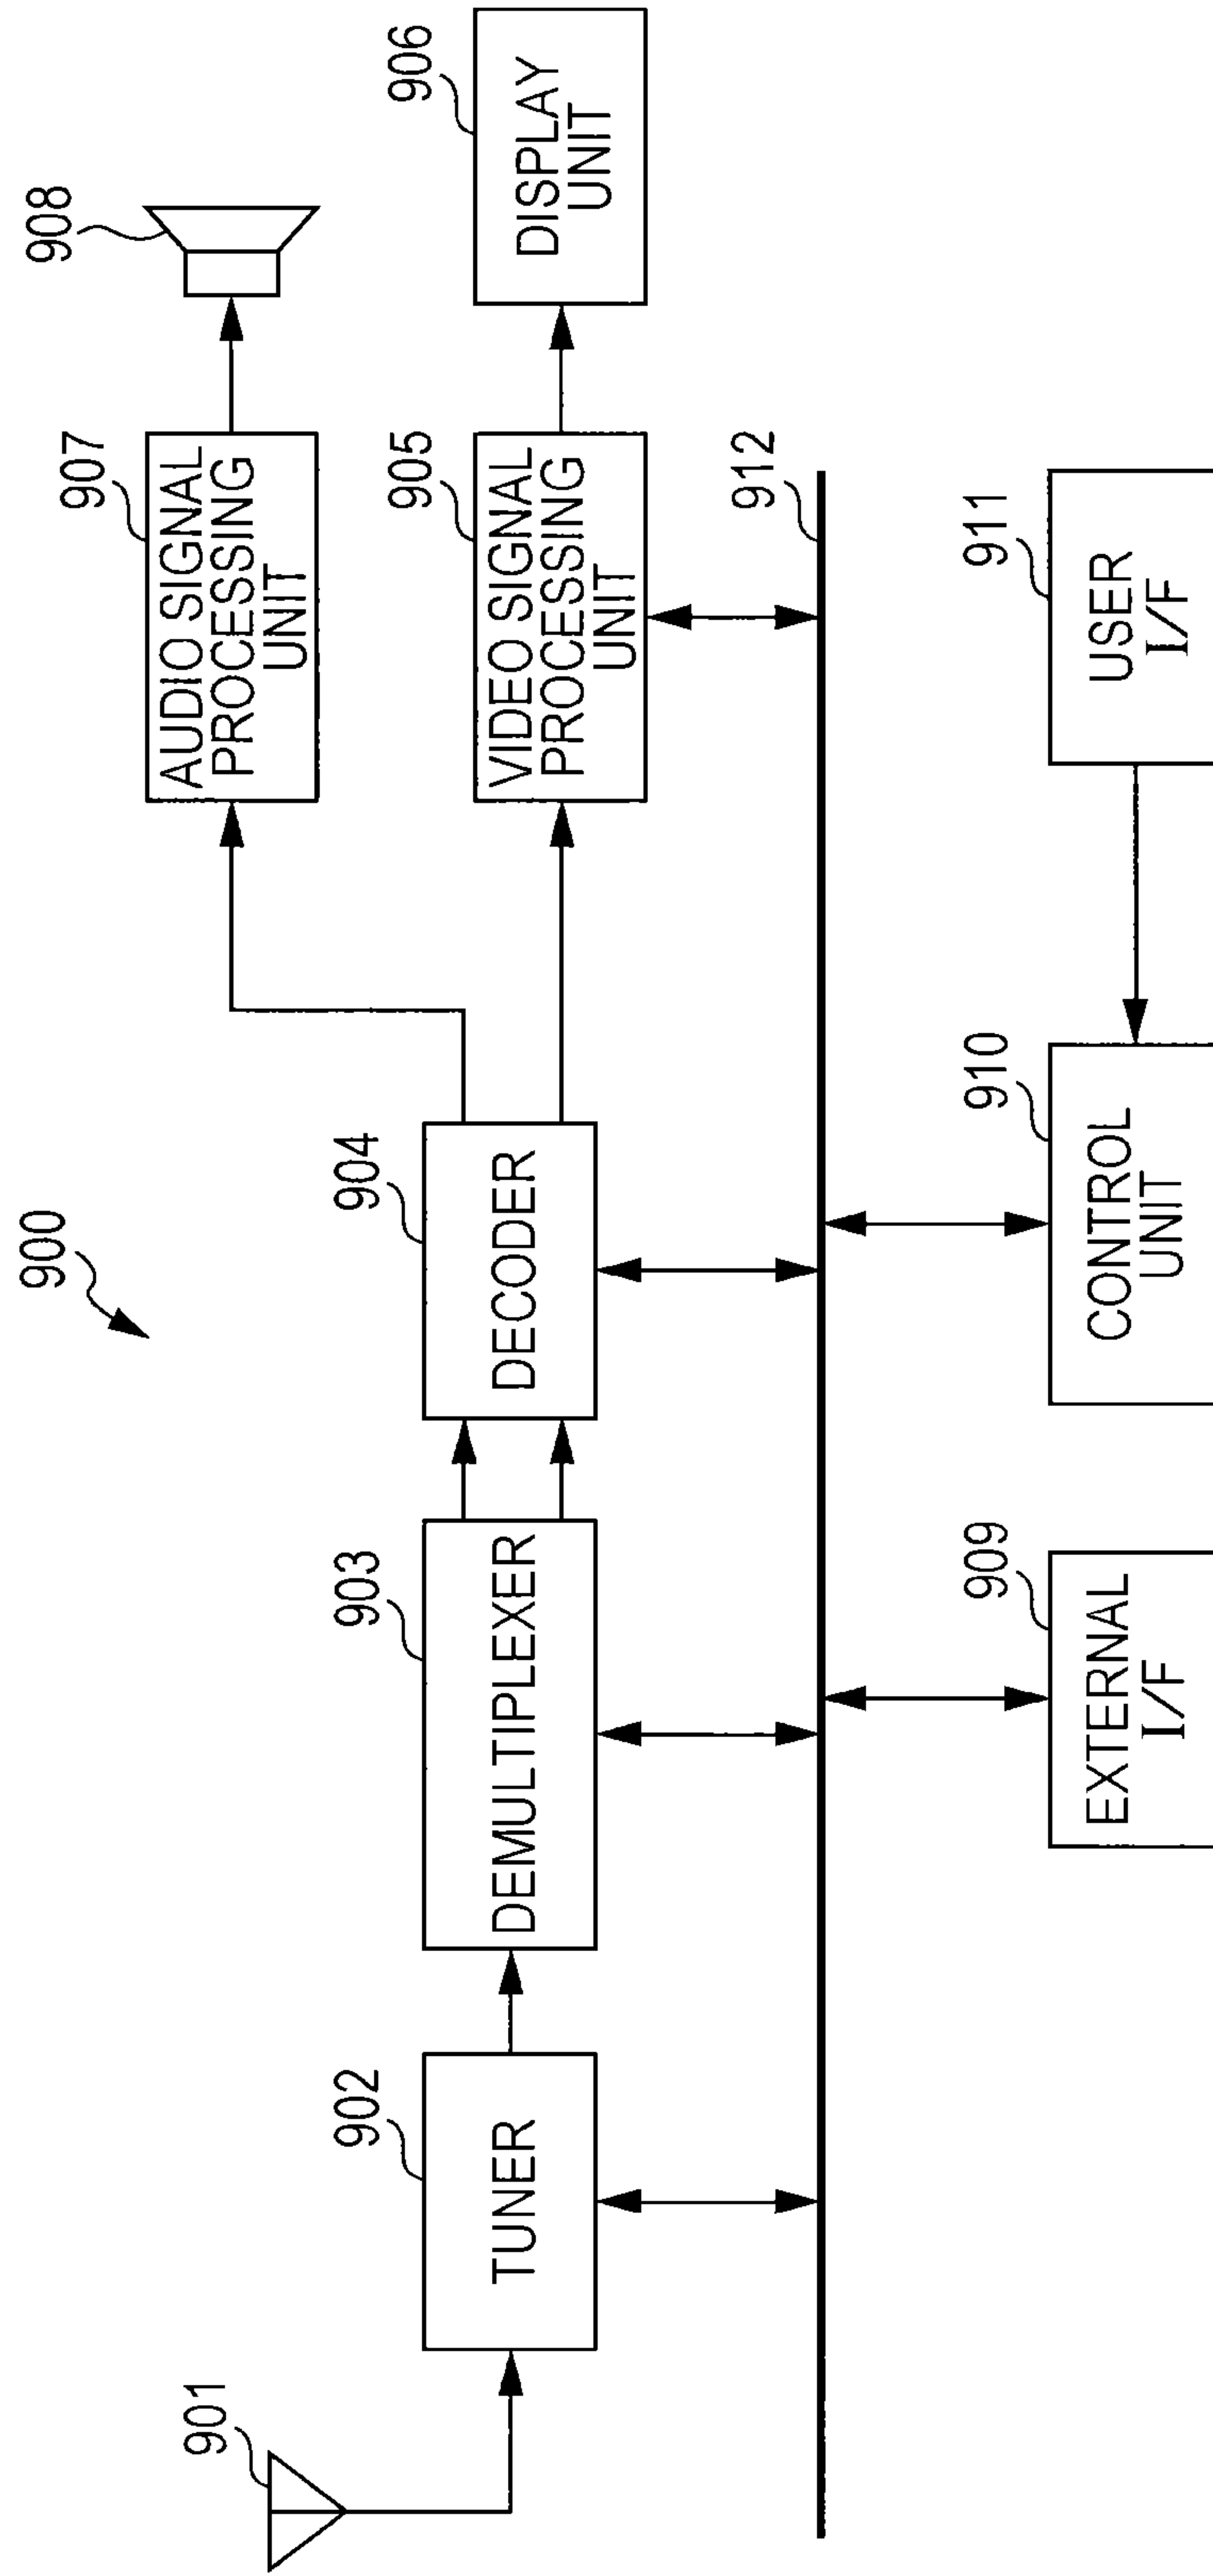 900
908
907
AUDIO SIGNAL
PROCESSING
UNIT
901
902
TUNER
903
DEMULTIPLEXER
904
DECODER
905
VIDEO SIGNAL
PROCESSING
UNIT
906
DISPLAY
UNIT
912
909
EXTERNAL
I/F
910
CONTROL
UNIT
911
USER
I/F